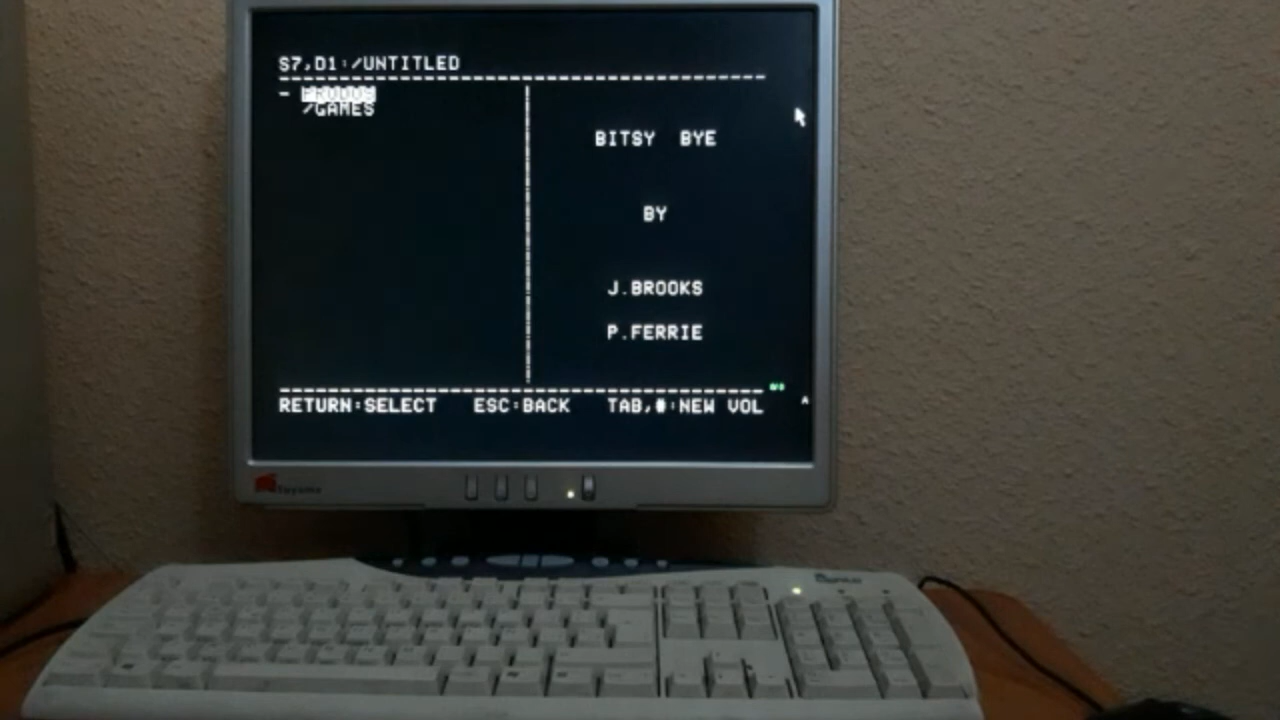 S7,D1:/UNTITLED
- PRODOS
/GAMES
BITSY BYE
BY
J.BROOKS
P.FERRIE
RETURN:SELECT ESC:BACK TAB,#:NEW VOL